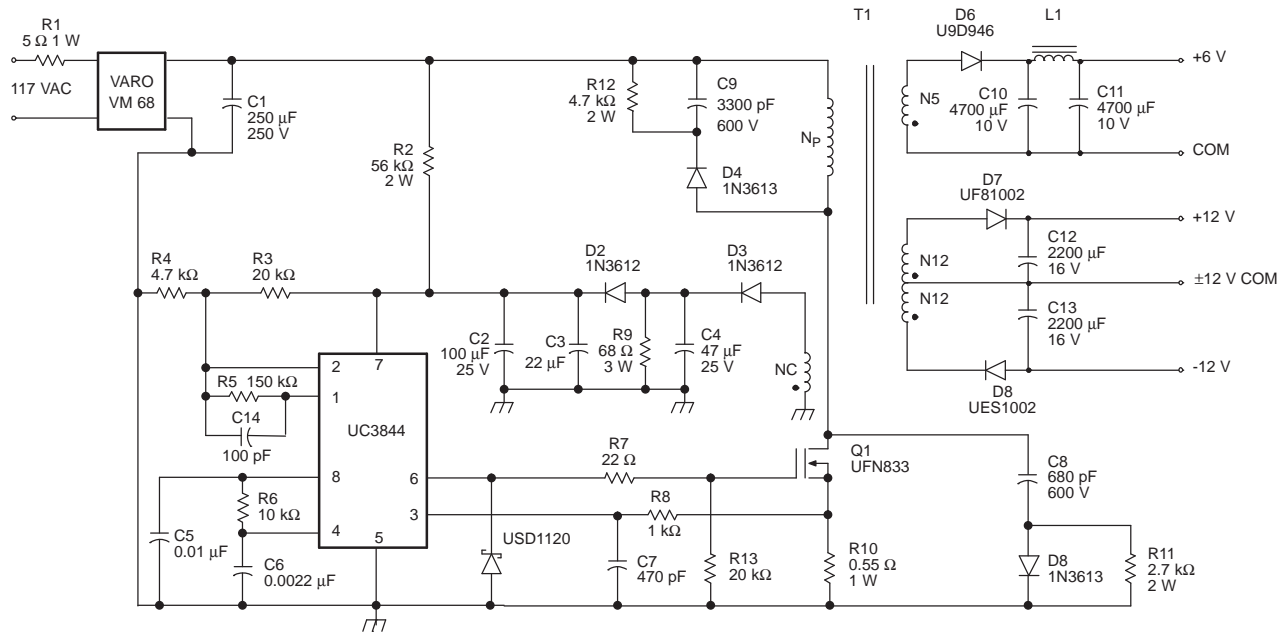 R1
5 Ω 1 W
117 VAC
VARO
VM 68
C1
250 µF
250 V
R2
56 kΩ
2 W
R12
4.7 kΩ
2 W
C9
3300 pF
600 V
D4
1N3613
NP
T1
D6
U9D946
L1
+6 V
N5
C10
4700 µF
10 V
C11
4700 µF
10 V
COM
D7
UF81002
+12 V
N12
N12
C12
2200 µF
16 V
±12 V COM
C13
2200 µF
16 V
-12 V
D8
UES1002
R4
4.7 kΩ
R3
20 kΩ
D2
1N3612
D3
1N3612
C2
100 µF
25 V
C3
22 µF
R9
68 Ω
3 W
C4
47 µF
25 V
NC
2
7
R5 150 kΩ
1
C14
100 pF
UC3844
8
6
R6
10 kΩ
3
4
5
C5
0.01 µF
C6
0.0022 µF
USD1120
R7
22 Ω
R8
1 kΩ
C7
470 pF
R13
20 kΩ
Q1
UFN833
R10
0.55 Ω
1 W
C8
680 pF
600 V
D8
1N3613
R11
2.7 kΩ
2 W